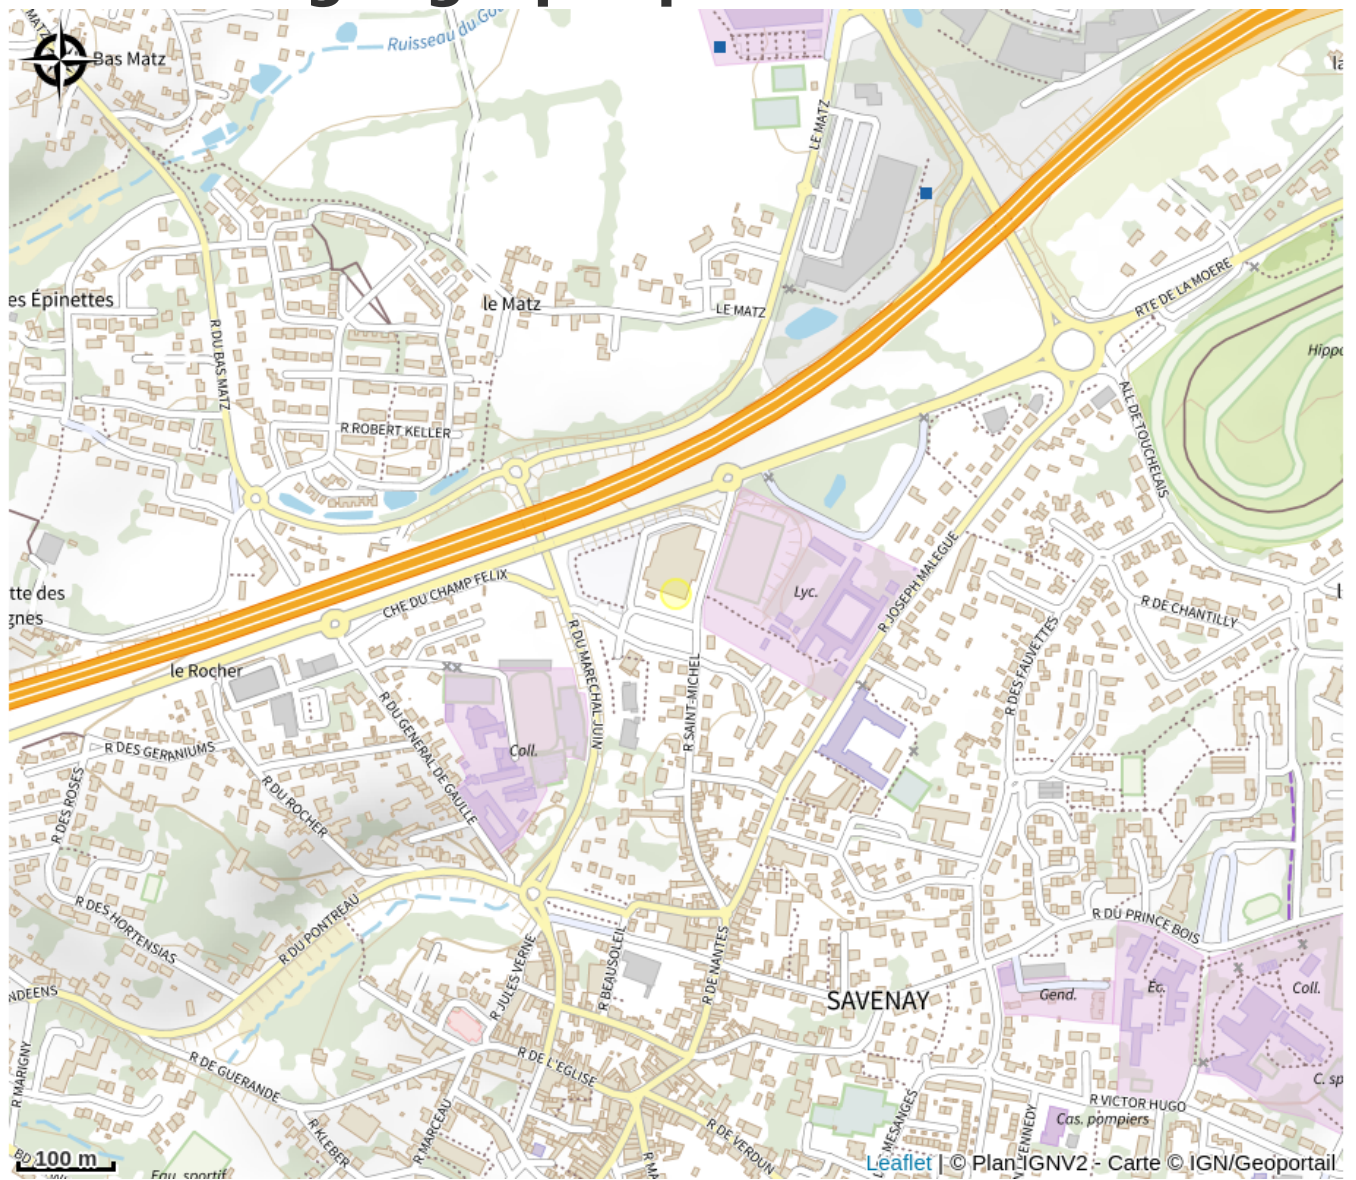 Ruisseau du Go
Bas Matz
LE MATZ
es Épinettes
le Matz
LE MATZ
RTE DE LA MOERE
Hippo
R DU BAS MATZ
R ROBERT KELLER
ALL DE TOUCHELAIS
tte des
gnes
CHE DU CHAMP FELIX
Lyc.
R JOSEPH MALEGUE
R DE CHANTILLY
le Rocher
R DU MARECHAL JUIN
R SAINT-MICHEL
R DES FAUVETTES
R DU GENERAL DE GAULLE
R DES GERANIUMS
Coll.
R DES ROSES
R DU ROCHER
R DES HORTENSIAS
R DU PONTREAU
R DU PRINCE BOIS
NDEENS
R JULES VERNE
R BEAUSOLEIL
R DE NANTES
SAVENAY
Gend.
Ec.
Coll.
R MARIGNY
R DE GUERANDE
R DE L'EGLISE
C. sp
R VICTOR HUGO
Cas. pompiers
R KLEBER
R MARCEAU
R DE VERDUN
MESANGES
ENNEDY
100 m
Leaflet | © Plan IGNV2 - Carte © IGN/Geoportail